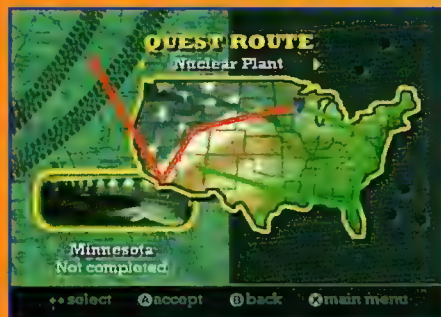 QUEST ROUTE
Nuclear Plant
Minnesota
Not completed
select A accept B back X main menu